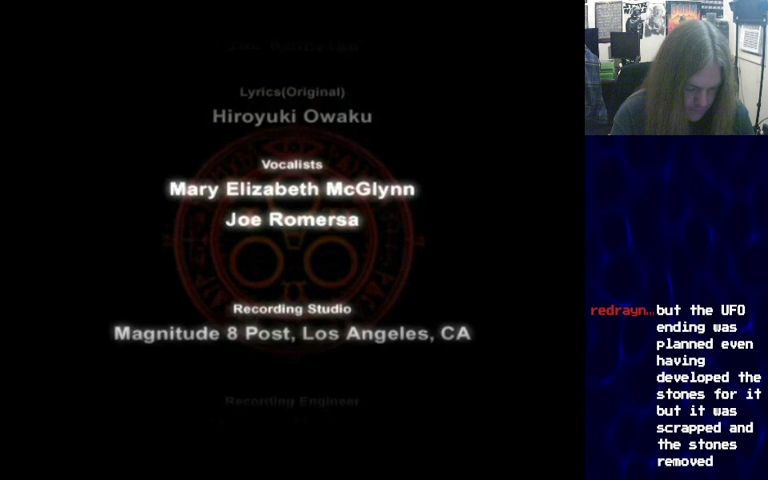 Lyrics(Original)
Hiroyuki Owaku
Vocalists
Mary Elizabeth McGlynn
Joe Romersa
Recording Studio
Magnitude 8 Post, Los Angeles, CA
Recording Engineer
redrayn… but the UFO
ending was
planned even
having
developed the
stones for it
but it was
scrapped and
the stones
removed